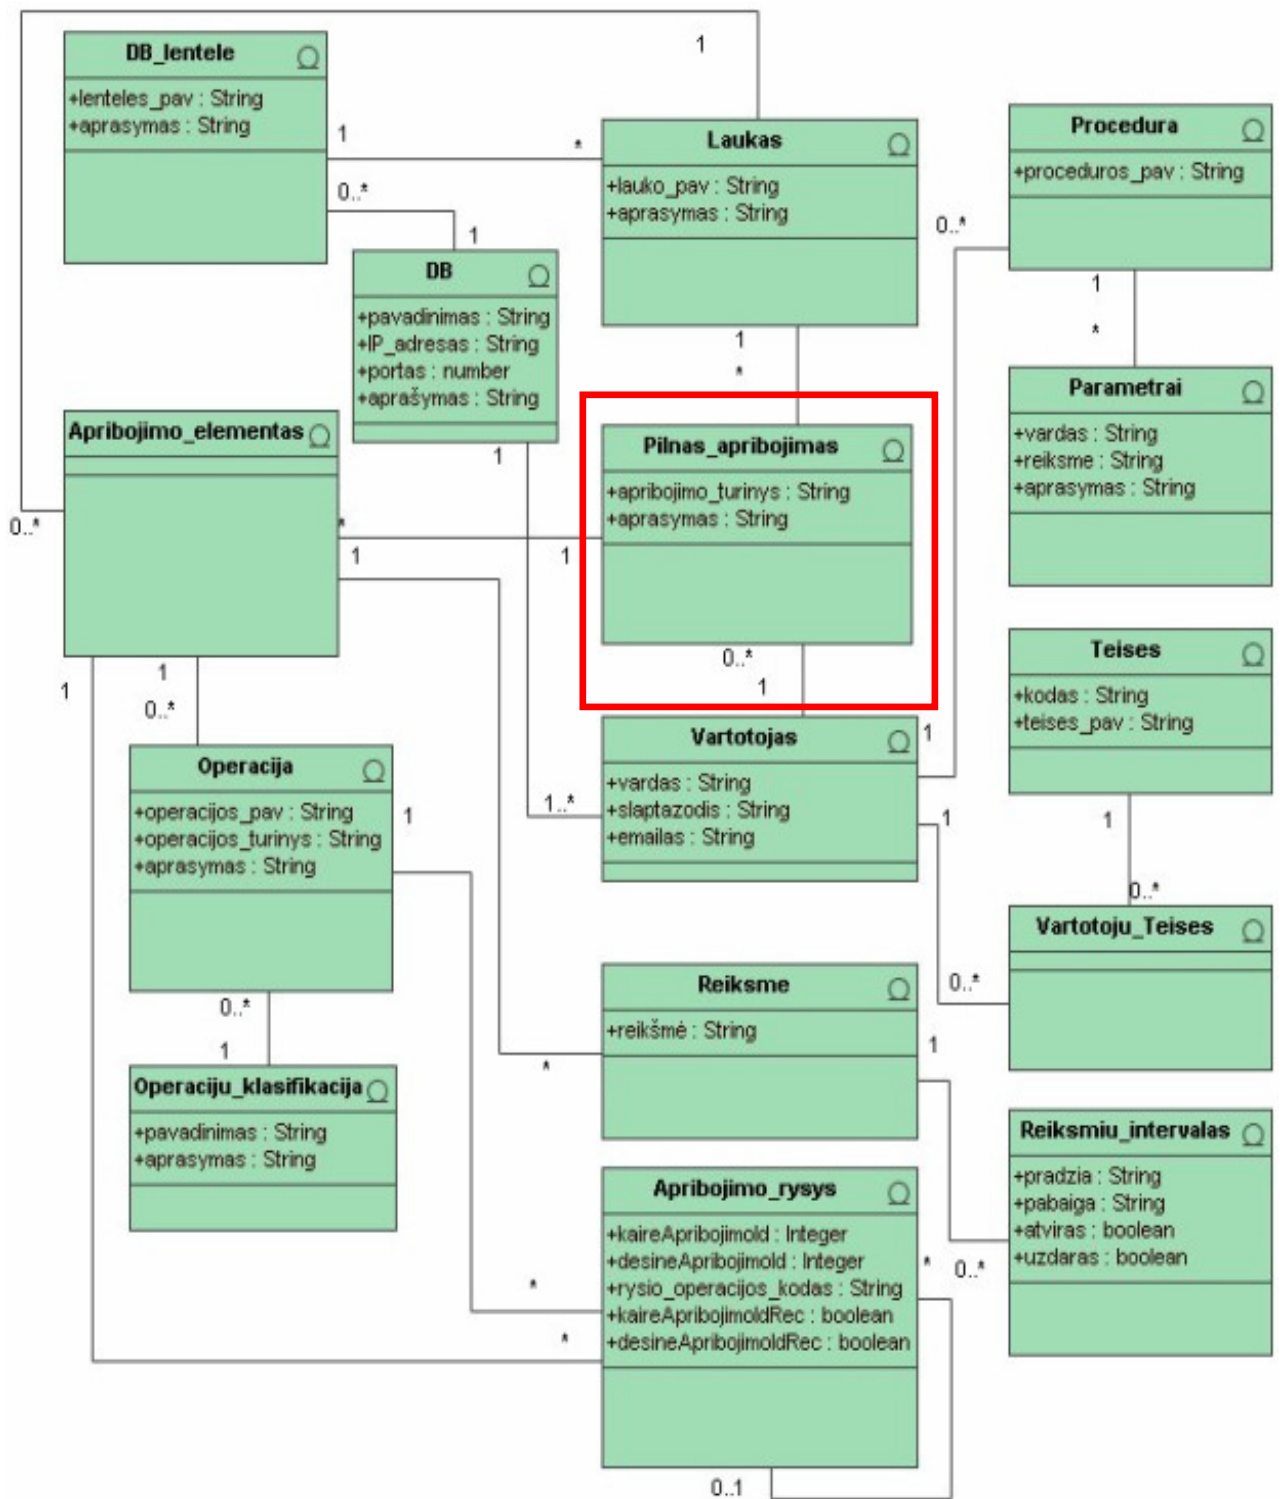 1
DB_lentele
+lenteles_pav : String
+aprasymas : String
1
*
0..*
1
Laukas
+lauko_pav : String
+aprasymas : String
Procedura
+proceduros_pav : String
0..*
1
*
DB
+pavadinimas : String
+IP_adresas : String
+portas : number
+aprašymas : String
1
1
*
Parametrai
+vardas : String
+reiksme : String
+aprasymas : String
Apribojimo_elementas
0..*
*
1
1
Pilnas_apribojimas
+apribojimo_turinys : String
+aprasymas : String
0..*
1
Teises
+kodas : String
+teises_pav : String
1
0..*
1
1
0..*
Operacija
+operacijos_pav : String
+operacijos_turinys : String
+aprasymas : String
1
1..*
Vartotojas
+vardas : String
+slaptazodis : String
+emailas : String
1
1
0..*
Vartotoju_Teises
0..*
1
Operaciju_klasifikacija
+pavadinimas : String
+aprasymas : String
*
Reiksme
+reikšmė : String
1
Reiksmiu_intervalas
+pradzia : String
+pabaiga : String
+atviras : boolean
+uzdaras : boolean
0..*
*
*
Apribojimo_rysys
+kaireApribojimoId : Integer
+desineApribojimoId : Integer
+rysio_operacijos_kodas : String
+kaireApribojimoIdRec : boolean
+desineApribojimoIdRec : boolean
*
0..1